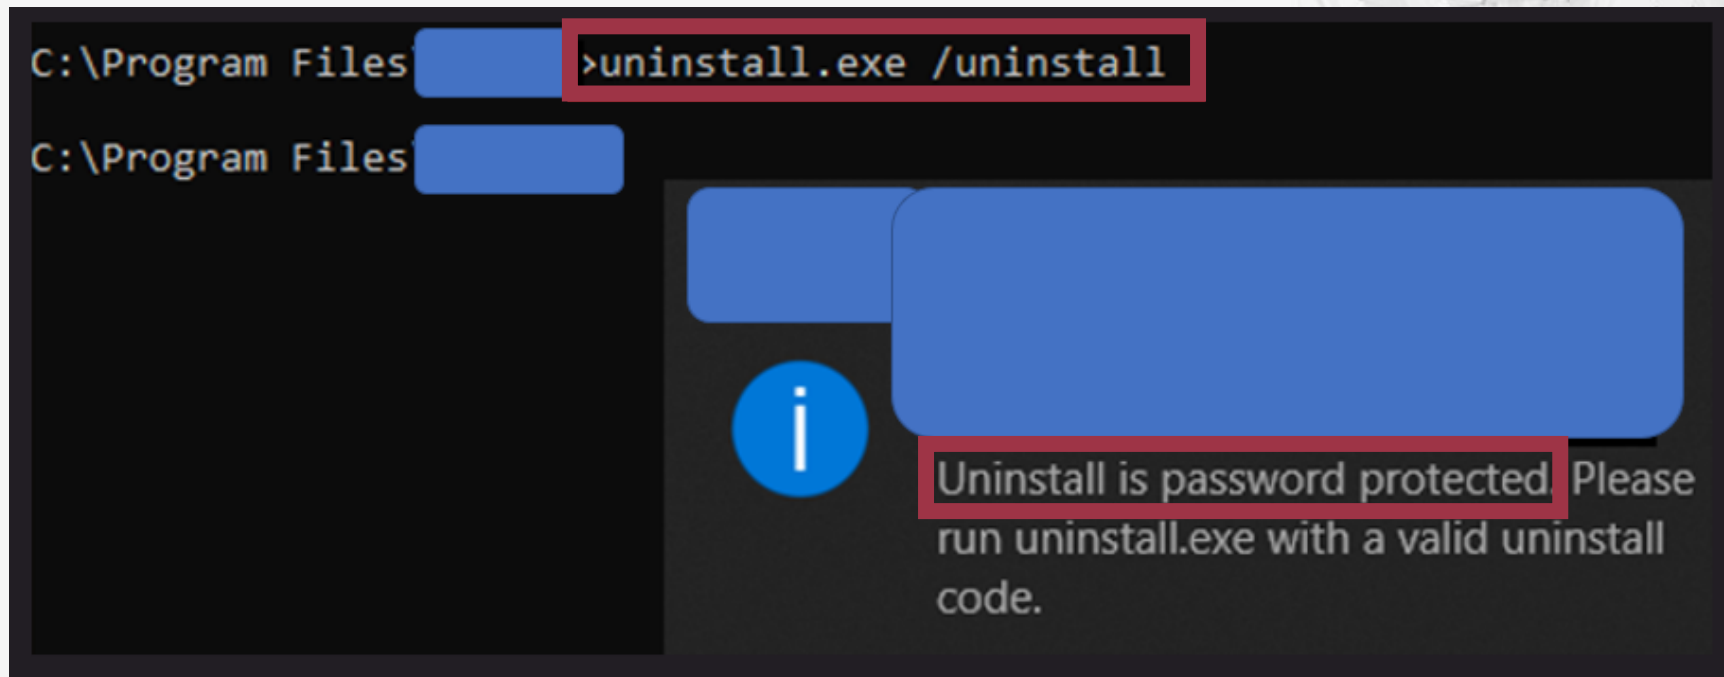 C:\Program Files >uninstall.exe /uninstall
C:\Program Files
i
Uninstall is password protected. Please
run uninstall.exe with a valid uninstall
code.